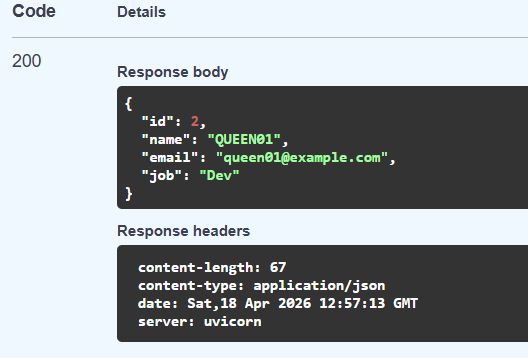 Code Details
200
Response body
{
"id": 2,
"name": "QUEEN01",
"email": "queen01@example.com",
"job": "Dev"
}
Response headers
content-length: 67
content-type: application/json
date: Sat,18 Apr 2026 12:57:13 GMT
server: uvicorn